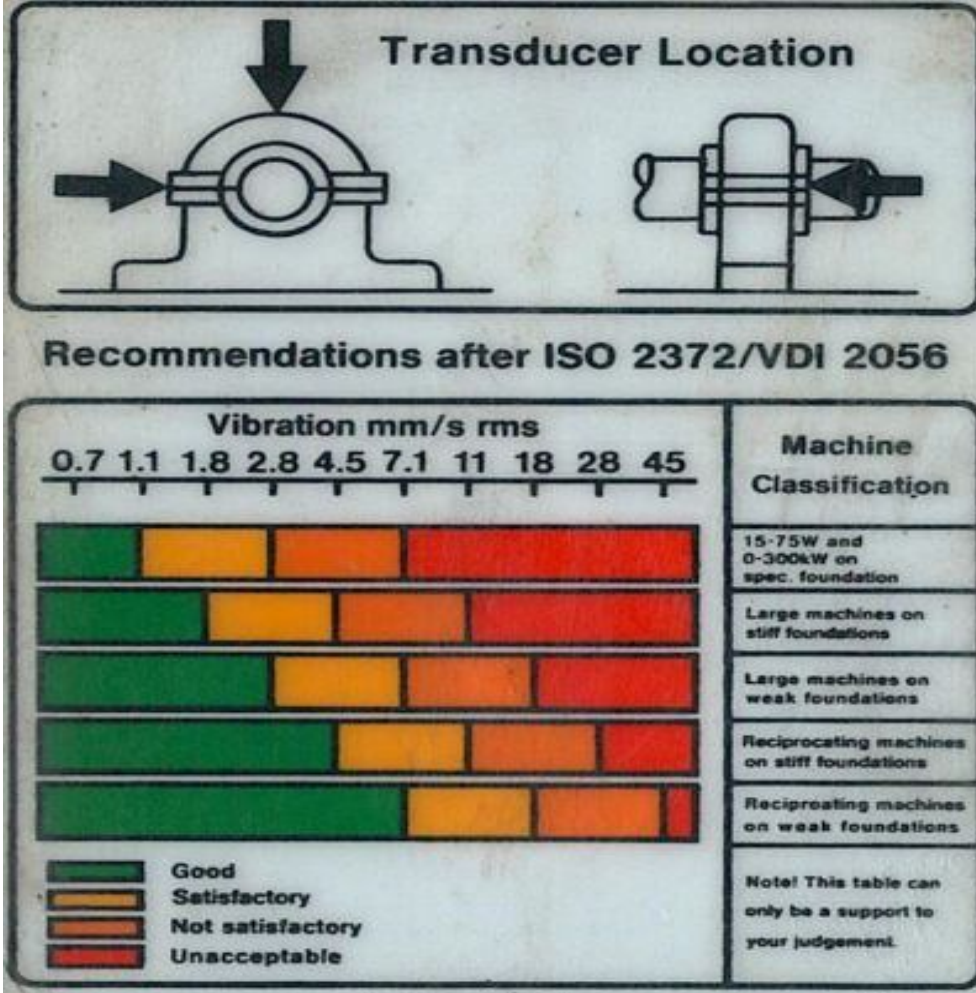 Transducer Location
Recommendations after ISO 2372/VDI 2056
Vibration mm/s rms
0.7 1.1 1.8 2.8 4.5 7.1 11 18 28 45
Machine
Classification
15-75W and
0-300kW on
spec. foundation
Large machines on
stiff foundations
Large machines on
weak foundations
Reciprocating machines
on stiff foundations
Reciproating machines
on weak foundations
Good
Satisfactory
Not satisfactory
Unacceptable
Note! This table can
only be a support to
your judgement.